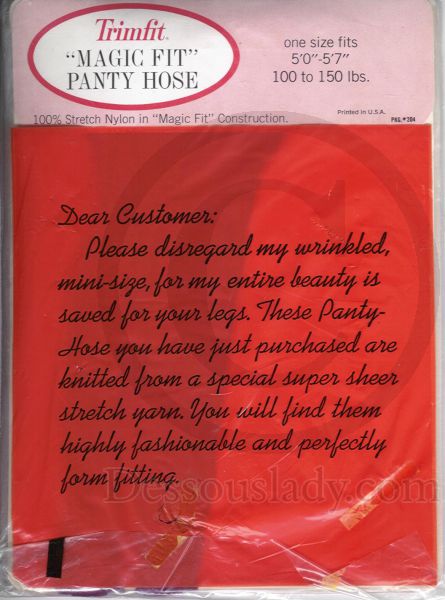 Trimfit®
"MAGIC FIT"
PANTY HOSE
one size fits
5'0"-5'7"
100 to 150 lbs.
Printed in U.S.A.
100% Stretch Nylon in "Magic Fit" Construction.
PKG. #204
Dear Customer:
Please disregard my wrinkled,
mini-size, for my entire beauty is
saved for your legs. These Panty-
Hose you have just purchased are
knitted from a special super sheer
stretch yarn. You will find them
highly fashionable and perfectly
form fitting.
Dessouslady.com